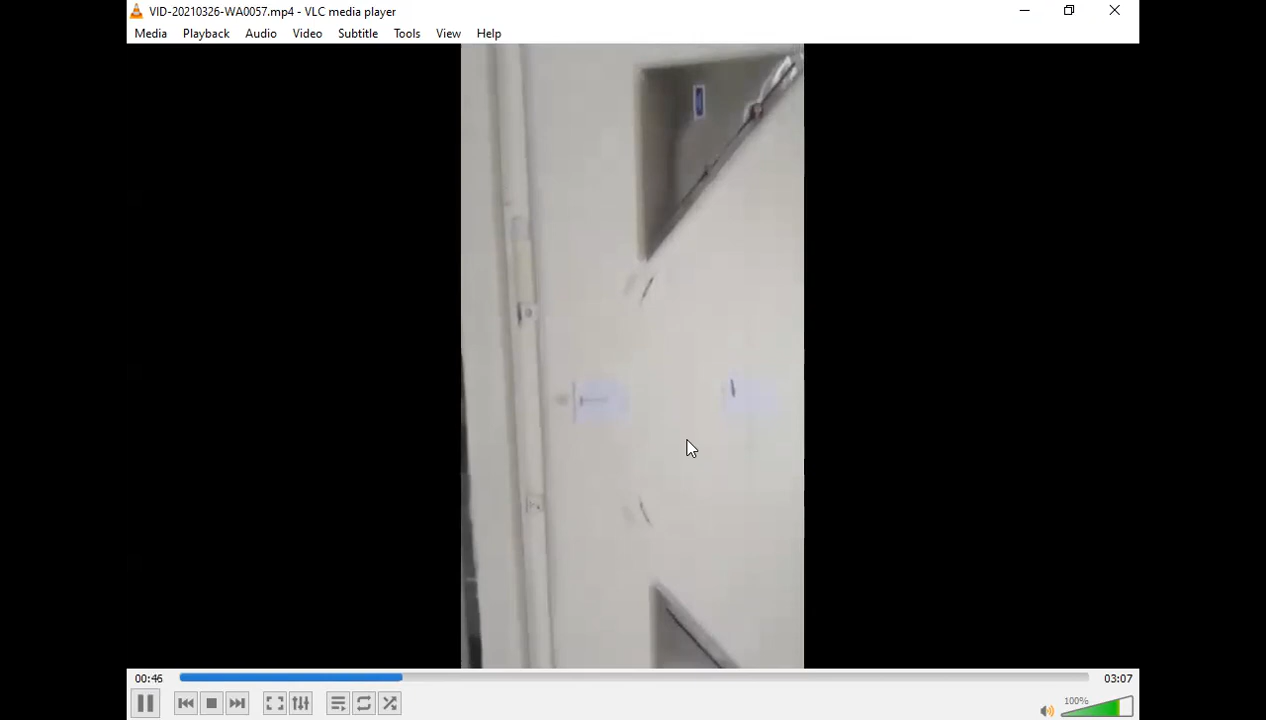 VID-20210326-WA0057.mp4 - VLC media player
Media Playback Audio Video Subtitle Tools View Help
00:46
03:07
100%